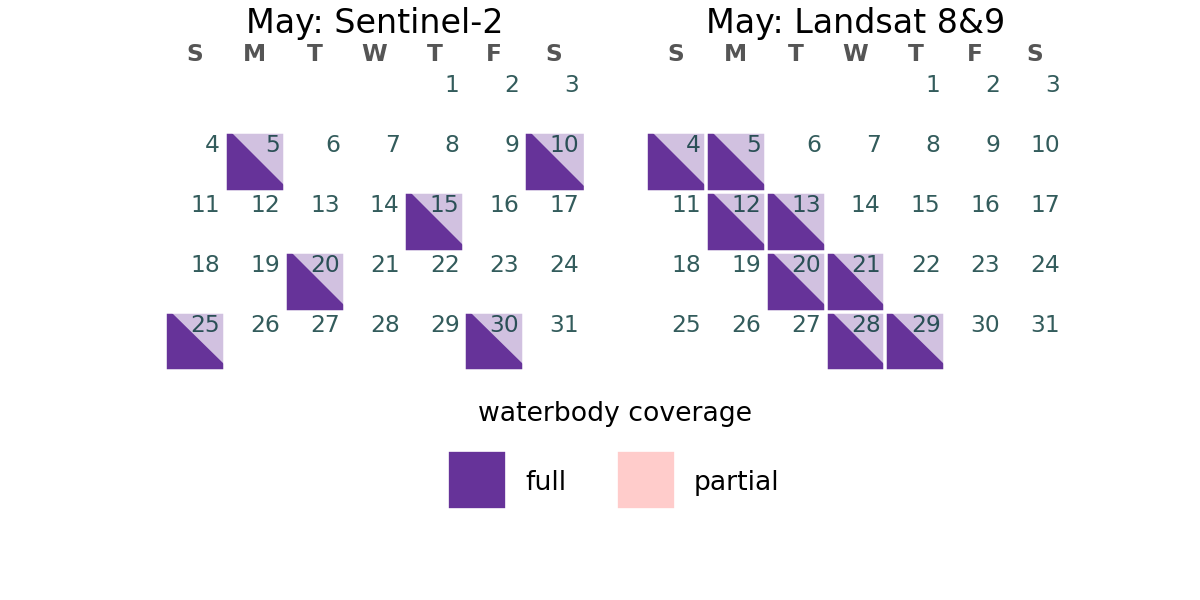 May: Sentinel-2
S M T W T F S
1 2 3
4 5 6 7 8 9 10
11 12 13 14 15 16 17
18 19 20 21 22 23 24
25 26 27 28 29 30 31
May: Landsat 8&9
S M T W T F S
1 2 3
4 5 6 7 8 9 10
11 12 13 14 15 16 17
18 19 20 21 22 23 24
25 26 27 28 29 30 31
waterbody coverage
full
partial